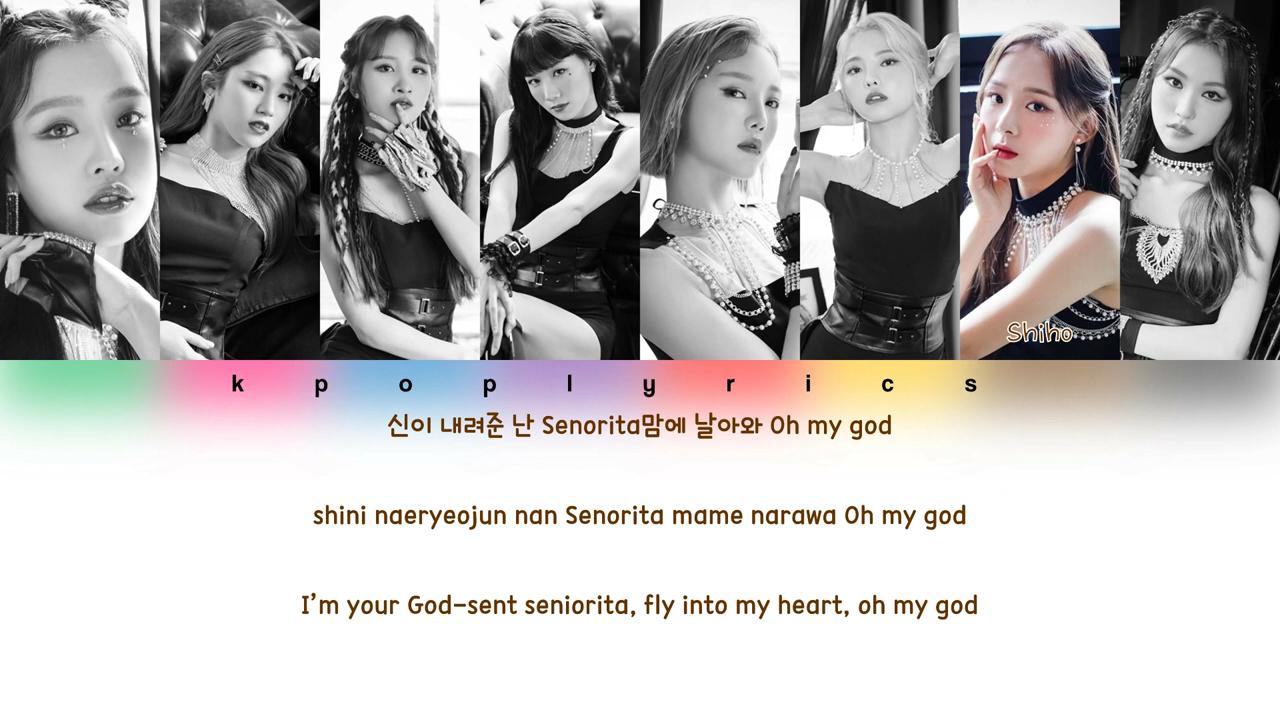 Shiho
k p o p l y r i c s
신이 내려준 난 Senorita맘에 날아와 Oh my god
shini naeryeojun nan Senorita mame narawa Oh my god
I'm your God-sent seniorita, fly into my heart, oh my god